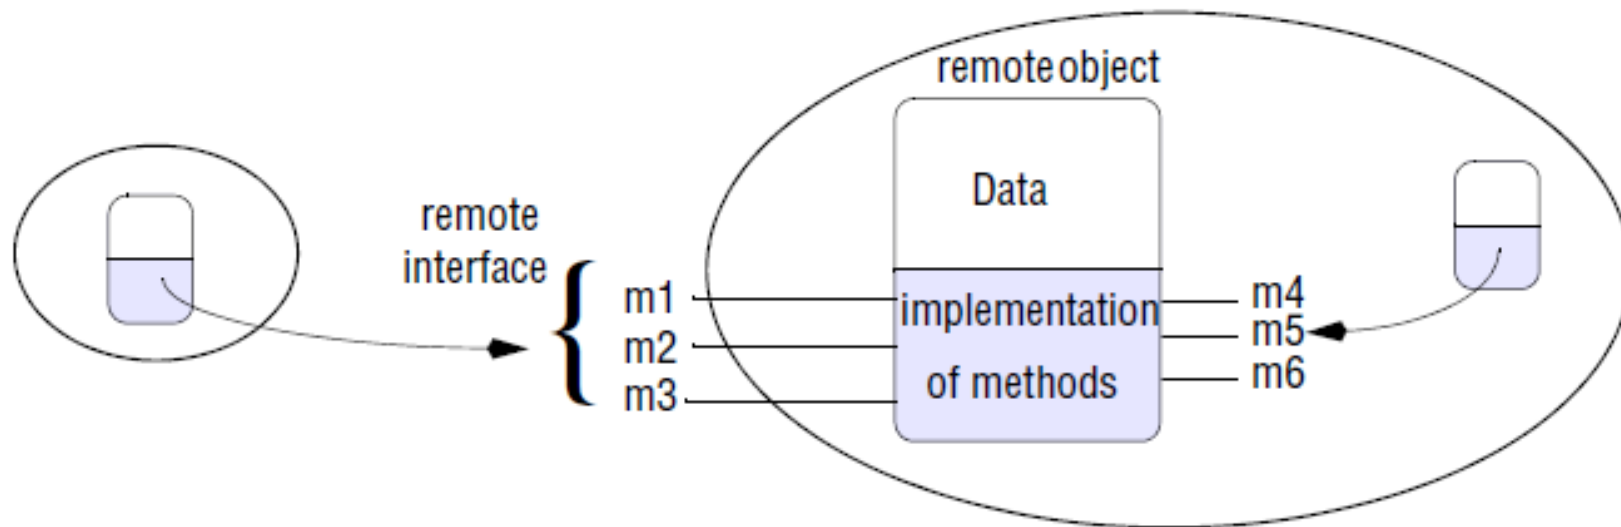 remote object
Data
remote
interface
m1
m2
m3
implementation
of methods
m4
m5
m6